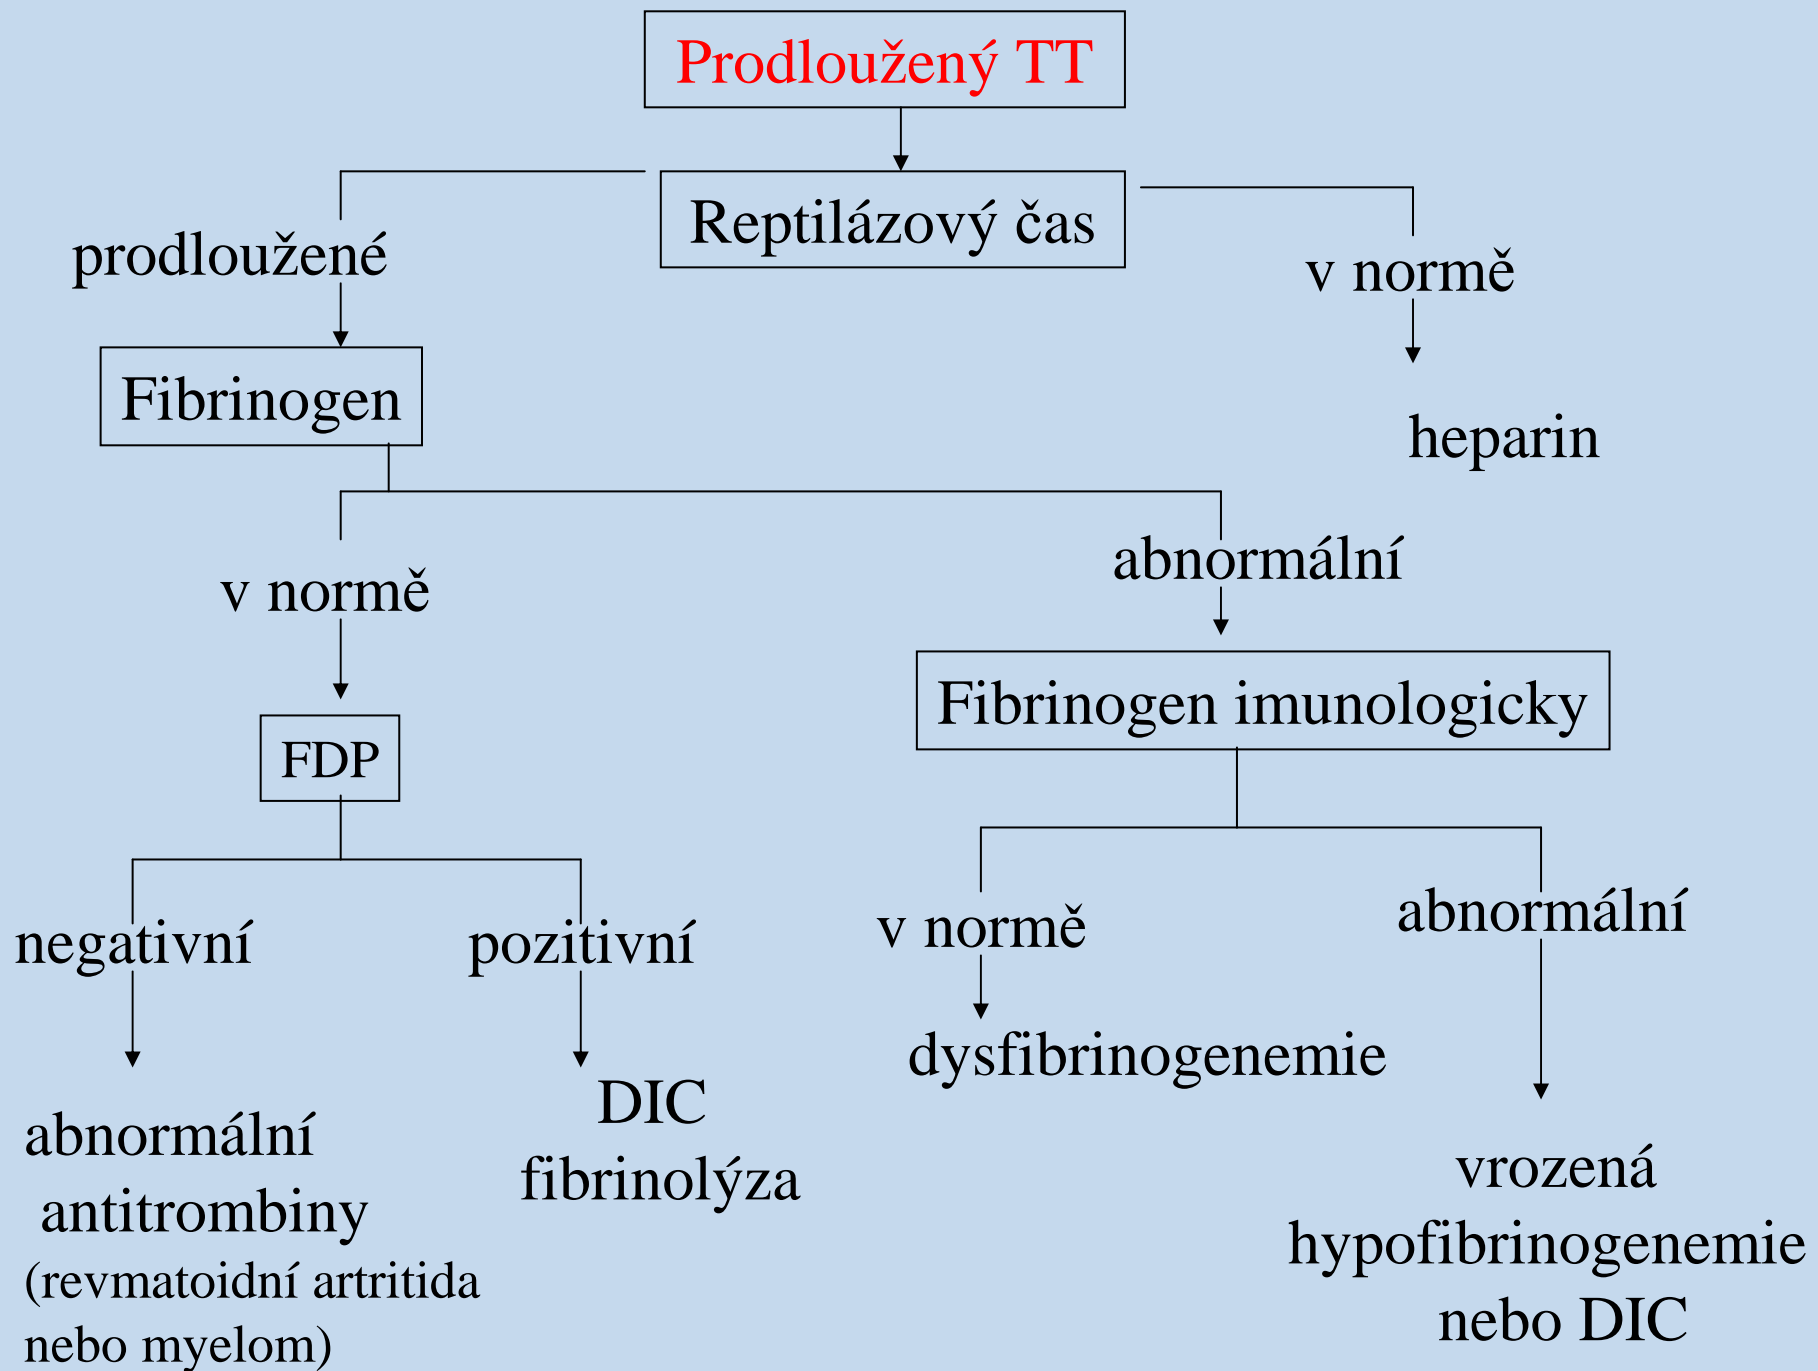 Prodloužený TT
Reptilázový čas
prodloužené
v normě
Fibrinogen
heparin
v normě
abnormální
FDP
Fibrinogen imunologicky
negativní
pozitivní
v normě
abnormální
abnormální
antitrombiny
(revmatoidní artritida
nebo myelom)
DIC
fibrinolýza
dysfibrinogenemie
vrozená
hypofibrinogenemie
nebo DIC